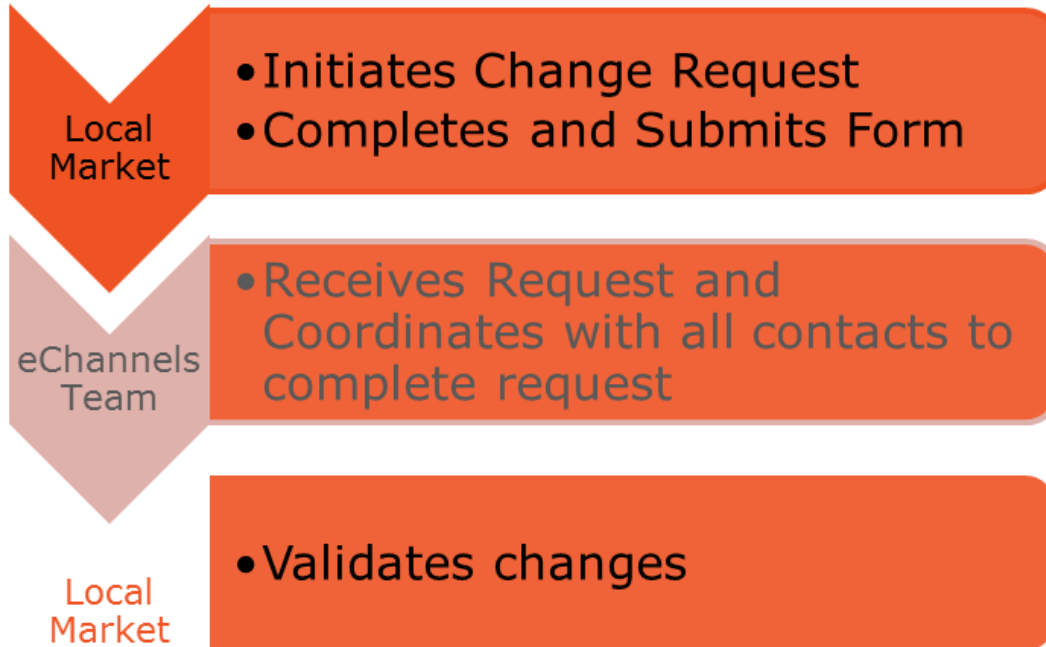 Local
Market
•Initiates Change Request
•Completes and Submits Form
eChannels
Team
•Receives Request and
Coordinates with all contacts to
complete request
Local
Market
•Validates changes